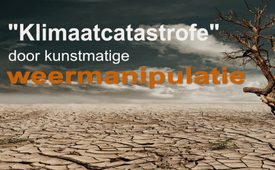 "Klimaatcatastrofe"
door kunstmatige
weermanipulatie